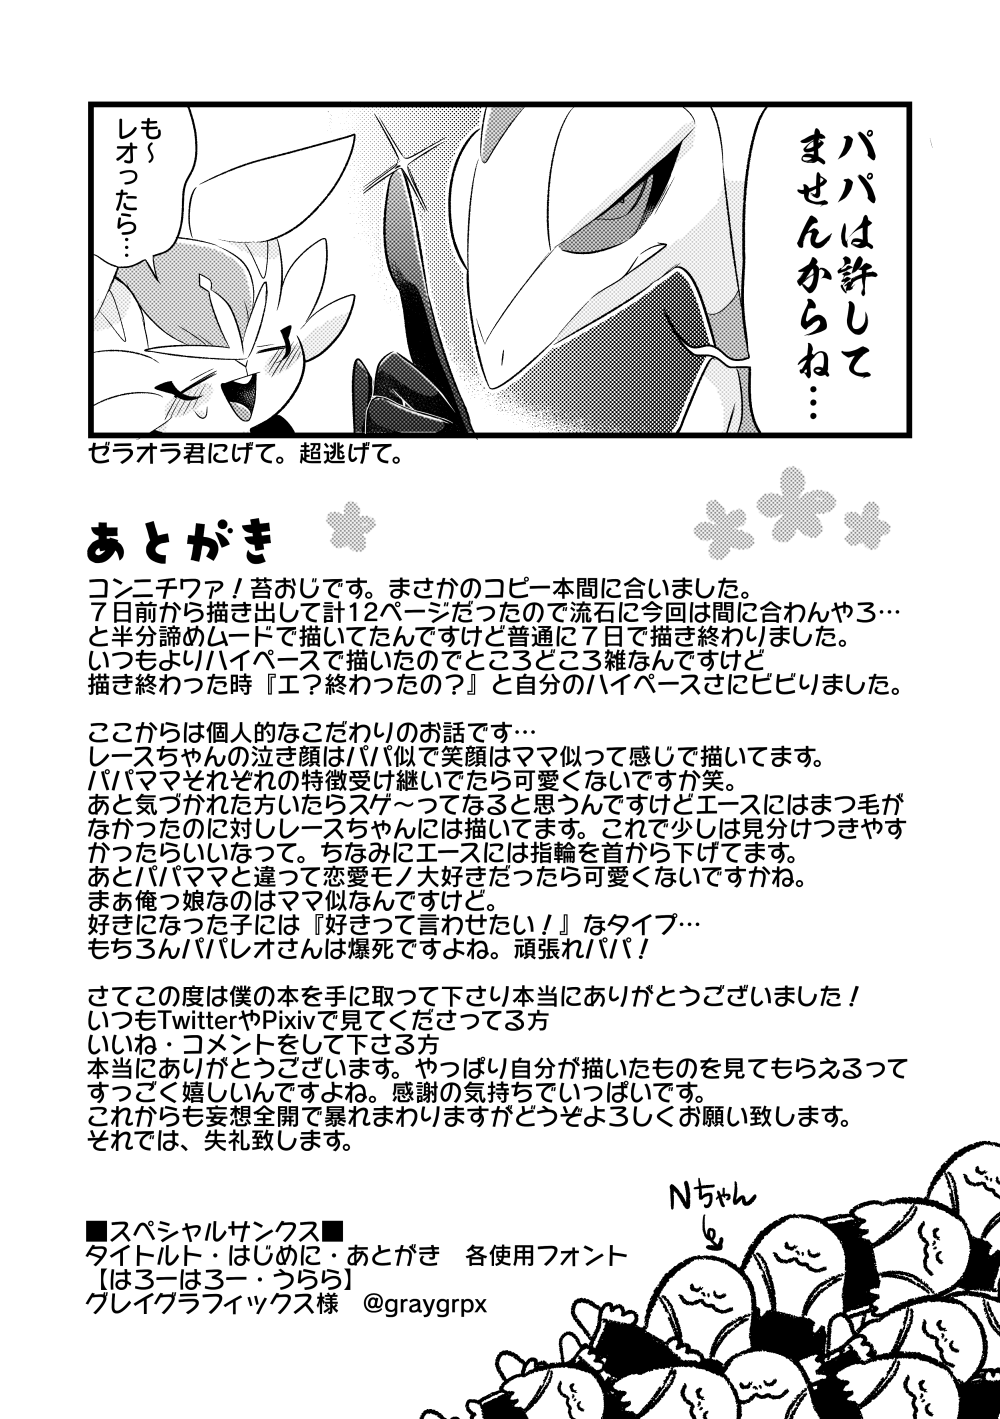 パパは許して
ませんからね…
も～
レオったら…
ゼラオラ君にげて。超逃げて。
あとがき
コンニチワァ！苔おじです。まさかのコピー本間に合いました。
７日前から描き出して計12ページだったので流石に今回は間に合わんやろ…
と半分諦めムードで描いてたんですけど普通に７日で描き終わりました。
いつもよりハイペースで描いたのでところどころ雑なんですけど
描き終わった時『エ？終わったの？』と自分のハイペースさにビビりました。
ここからは個人的なこだわりのお話です…
レースちゃんの泣き顔はパパ似で笑顔はママ似って感じで描いてます。
パパママそれぞれの特徴受け継いでたら可愛くないですか笑。
あと気づかれた方いたらスゲ～ってなると思うんですけどエースにはまつ毛が
なかったのに対しレースちゃんには描いてます。これで少しは見分けつきやす
かったらいいなって。ちなみにエースには指輪を首から下げてます。
あとパパママと違って恋愛モノ大好きだったら可愛くないですかね。
まぁ俺っ娘なのはママ似なんですけど。
好きになった子には『好きって言わせたい！』なタイプ…
もちろんパパレオさんは爆死ですよね。頑張れパパ！
さてこの度は僕の本を手に取って下さり本当にありがとうございました！
いつもTwitterやPixivで見てくださってる方
いいね・コメントをして下さる方
本当にありがとうございます。やっぱり自分が描いたものを見てもらえるって
すっごく嬉しいんですよね。感謝の気持ちでいっぱいです。
これからも妄想全開で暴れまわりますがどうぞよろしくお願い致します。
それでは、失礼致します。
Nちゃん
■スペシャルサンクス■
タイトルト・はじめに・あとがき　各使用フォント
【はろーはろー・うらら】
グレイグラフィックス様　@graygrpx